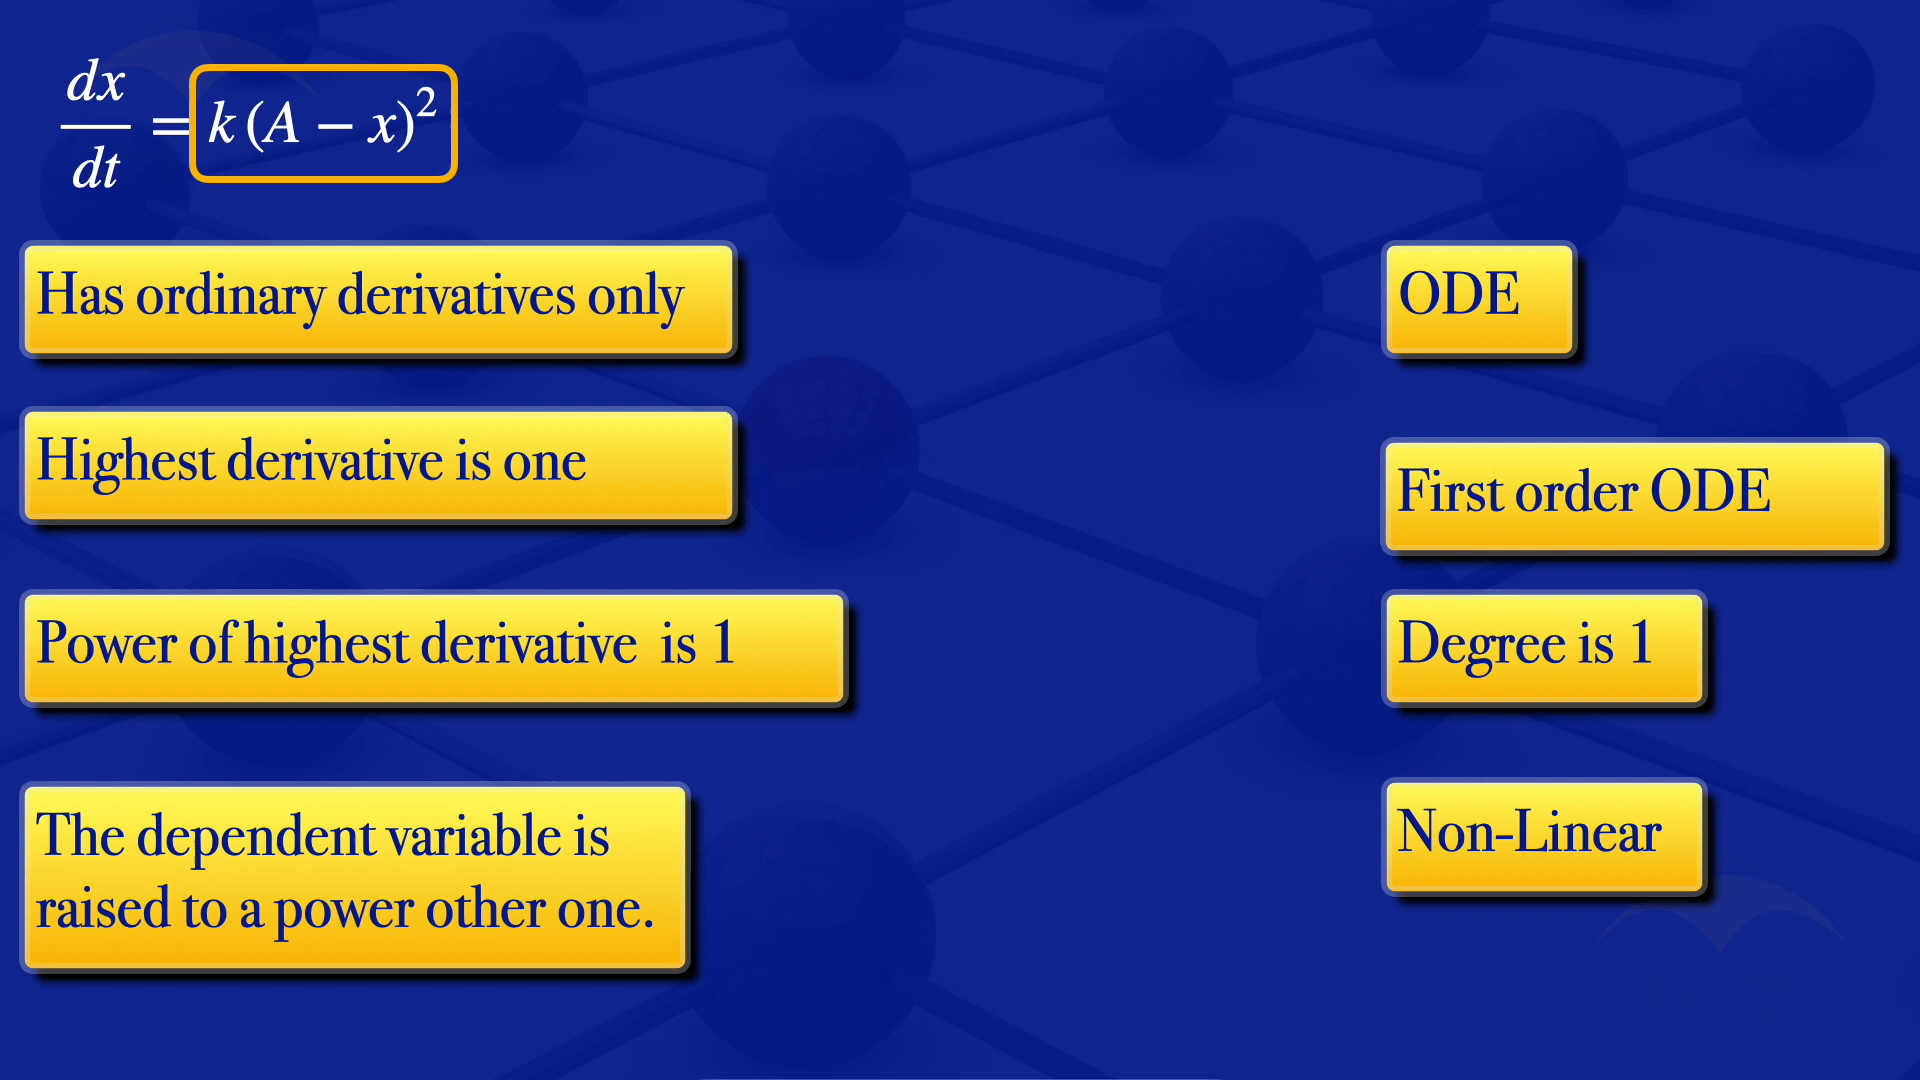 dx/dt = k (A − x)²
Has ordinary derivatives only
ODE
Highest derivative is one
First order ODE
Power of highest derivative  is 1
Degree is 1
The dependent variable is
raised to a power other one.
Non-Linear